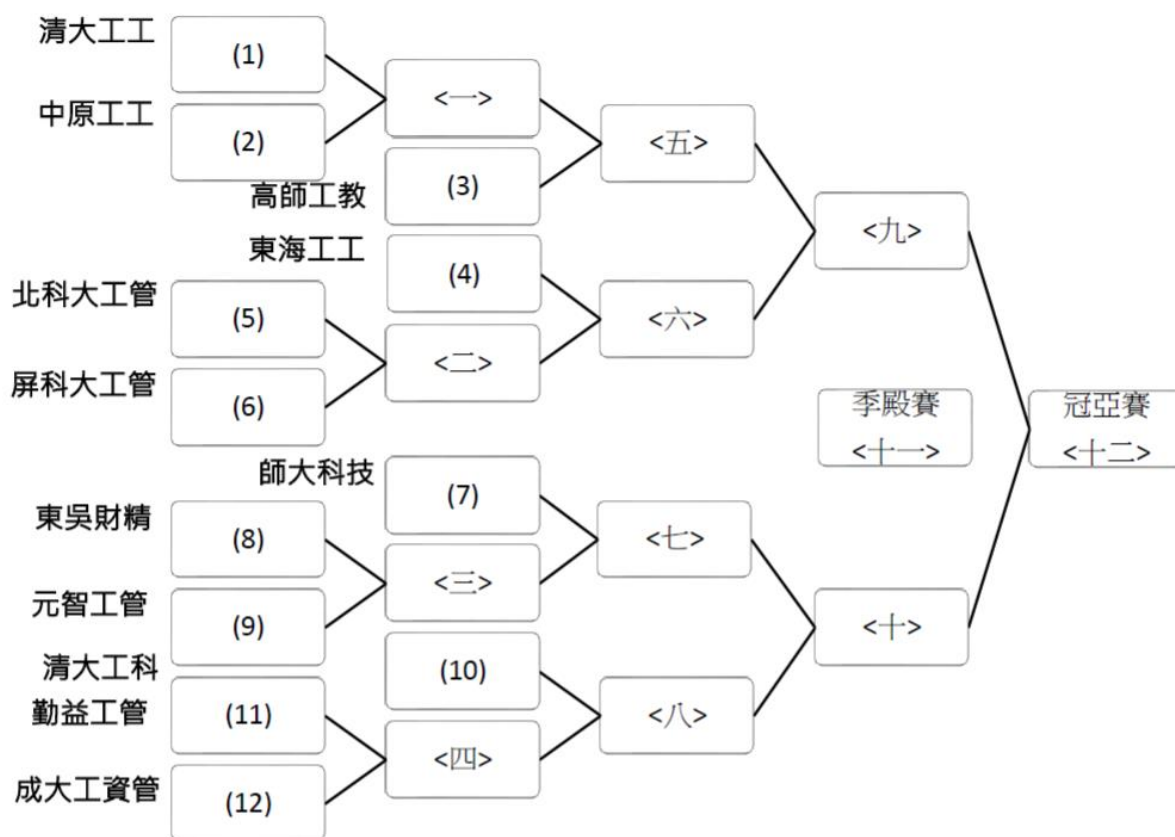 清大工工
(1)
<一>
中原工工
(2)
<五>
高師工教
(3)
<九>
東海工工
(4)
北科大工管
(5)
<二>
<六>
屏科大工管
(6)
季殿賽
<十一>
冠亞賽
<十二>
師大科技
(7)
東吳財精
(8)
<三>
<七>
元智工管
(9)
<十>
清大工科
(10)
勤益工管
(11)
<四>
<八>
成大工資管
(12)